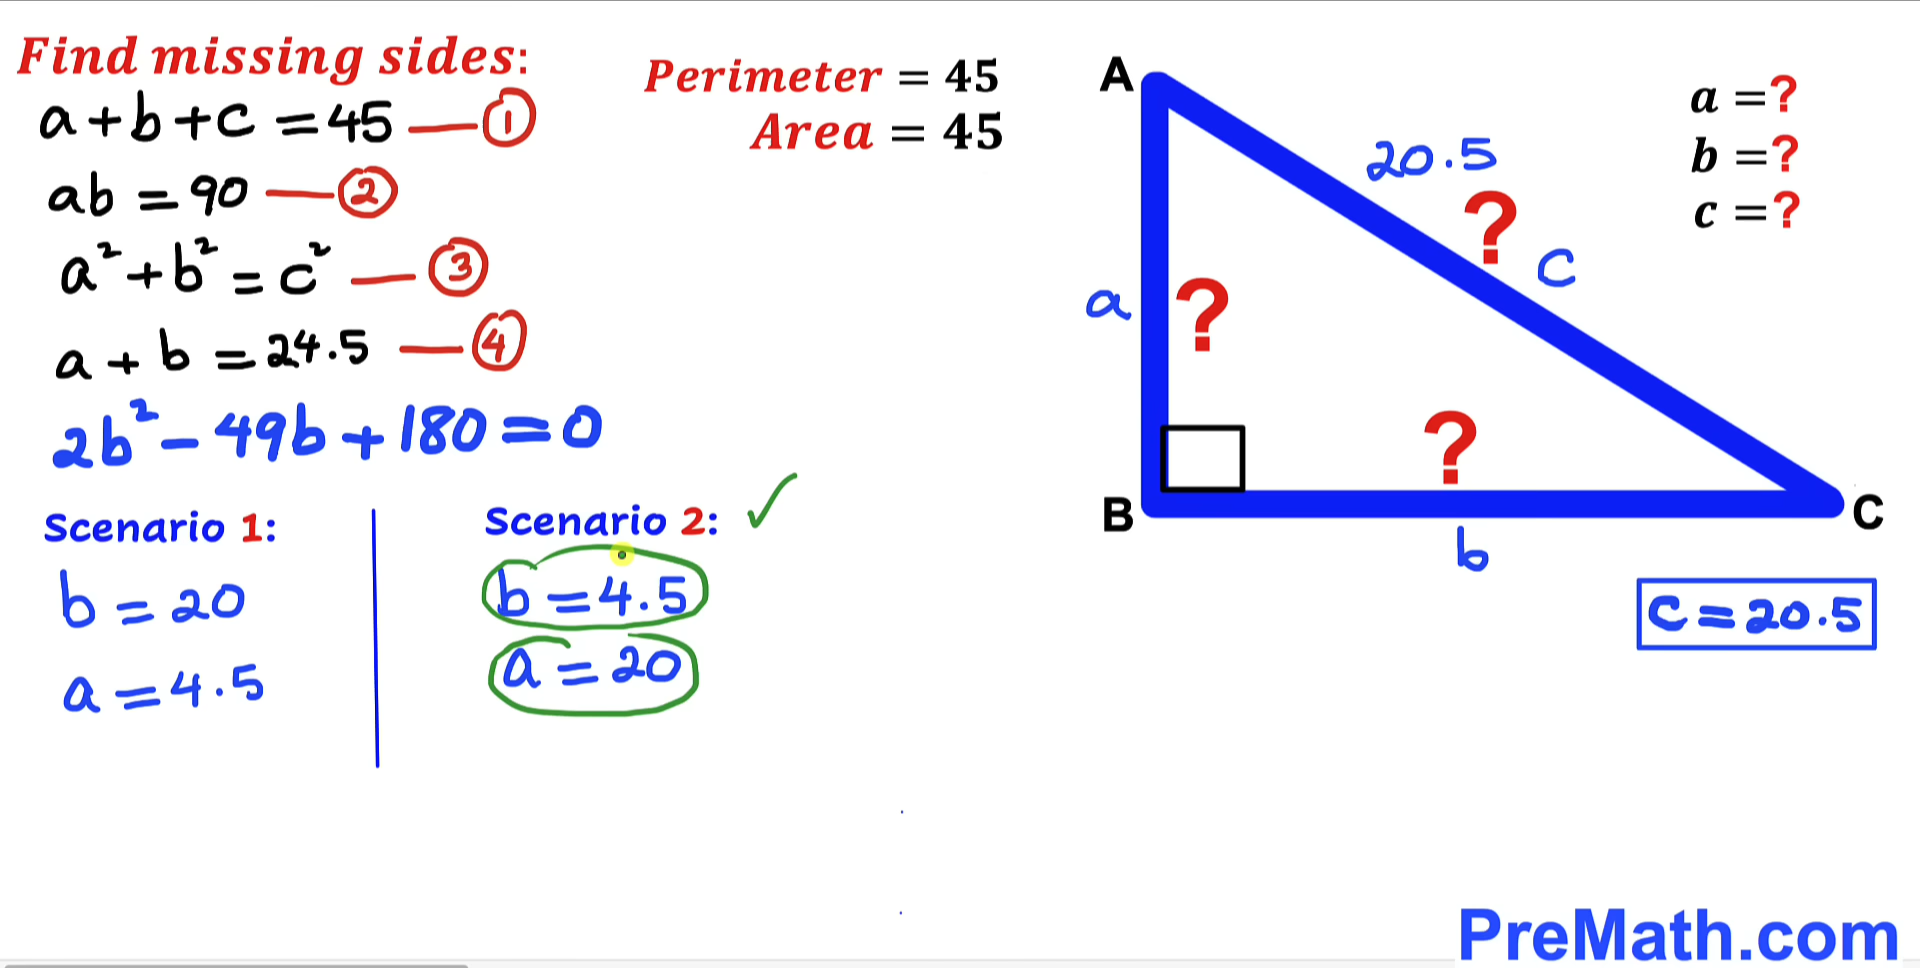 Find missing sides:
a + b + c = 45 — ①
ab = 90 — ②
a² + b² = c² — ③
a + b = 24.5 — ④
2b² - 49b + 180 = 0
Scenario 1:
b = 20
a = 4.5
Scenario 2: ✓
b = 4.5
a = 20
Perimeter = 45
Area = 45
A
20.5
?
c
a
?
?
B
C
b
a =?
b =?
c =?
c = 20.5
PreMath.com